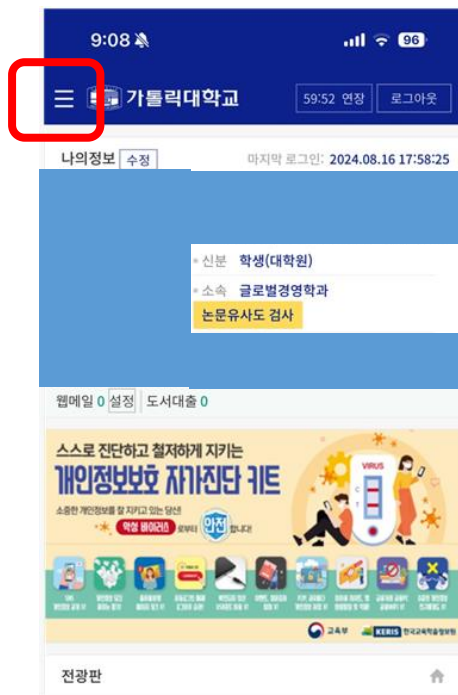 9:08
96
가톨릭대학교
59:52 연장
로그아웃
나의정보 수정
마지막 로그인: 2024.08.16 17:58:25
신분 학생(대학원)
소속 글로벌경영학과
논문유사도 검사
웹메일 0 설정 도서대출 0
스스로 진단하고 철저하게 지키는
개인정보보호 자가진단 키트
소중한 개인정보를 잘 지키고 있는 당신!
악성 바이러스 로부터 안전 합니다!
VIRUS
C
T
교육부 KERIS 한국교육학술정보원
전광판